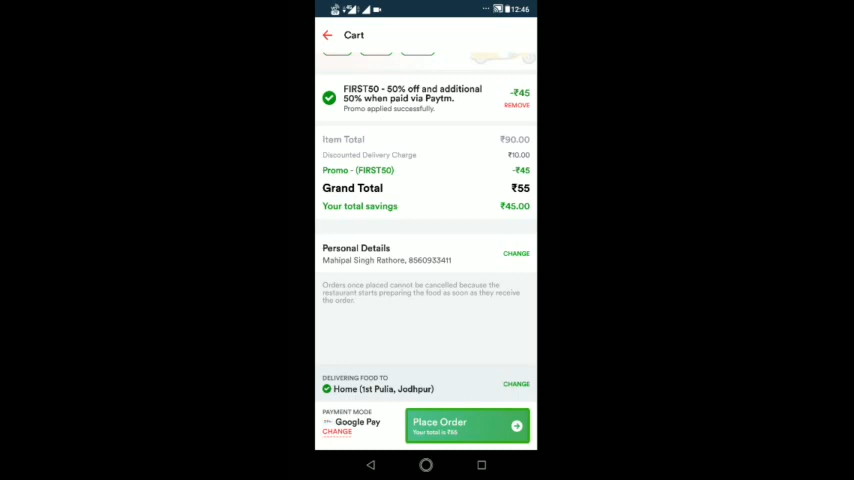 12:46
Cart
FIRST50 - 50% off and additional
50% when paid via Paytm.
Promo applied successfully.
-₹45
REMOVE
Item Total ₹90.00
Discounted Delivery Charge ₹10.00
Promo - (FIRST50) -₹45
Grand Total ₹55
Your total savings ₹45.00
Personal Details
Mahipal Singh Rathore, 8560933411
CHANGE
Orders once placed cannot be cancelled because the
restaurant starts preparing the food as soon as they receive
the order.
DELIVERING FOOD TO
Home (1st Pulia, Jodhpur)
CHANGE
PAYMENT MODE
Google Pay
CHANGE
Place Order
Your total is ₹55